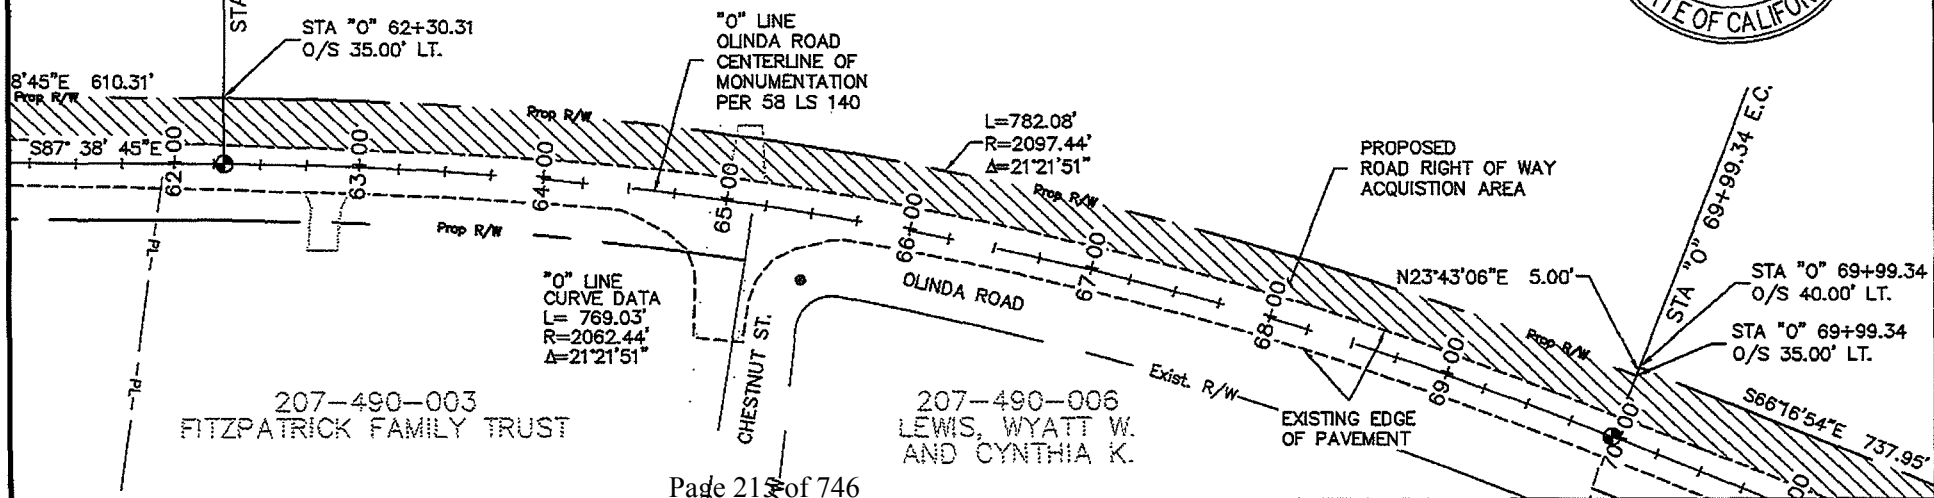 STA
STA "O" 62+30.31
O/S 35.00' LT.
"O" LINE
OLINDA ROAD
CENTERLINE OF
MONUMENTATION
PER 58 LS 140
TE OF CALIFOR
8'45"E 610.31'
Prop R/W
S87° 38' 45"E
62+00
63+00
64+00
65+00
66+00
67+00
68+00
69+00
70+00
00
Prop R/W
L=782.08'
R=2097.44'
Δ=21°21'51"
Prop R/W
PROPOSED
ROAD RIGHT OF WAY
ACQUISTION AREA
STA "O" 69+99.34 E.C.
N23°43'06"E 5.00'
STA "O" 69+99.34
O/S 40.00' LT.
STA "O" 69+99.34
O/S 35.00' LT.
Prop R/W
S66°16'54"E 737.95'
Prop R/W
"O" LINE
CURVE DATA
L= 769.03'
R=2062.44'
Δ=21°21'51"
OLINDA ROAD
CHESTNUT ST.
Exist. R/W
EXISTING EDGE
OF PAVEMENT
PL
PL
207-490-003
FITZPATRICK FAMILY TRUST
207-490-006
LEWIS, WYATT W.
AND CYNTHIA K.
Page 215 of 746